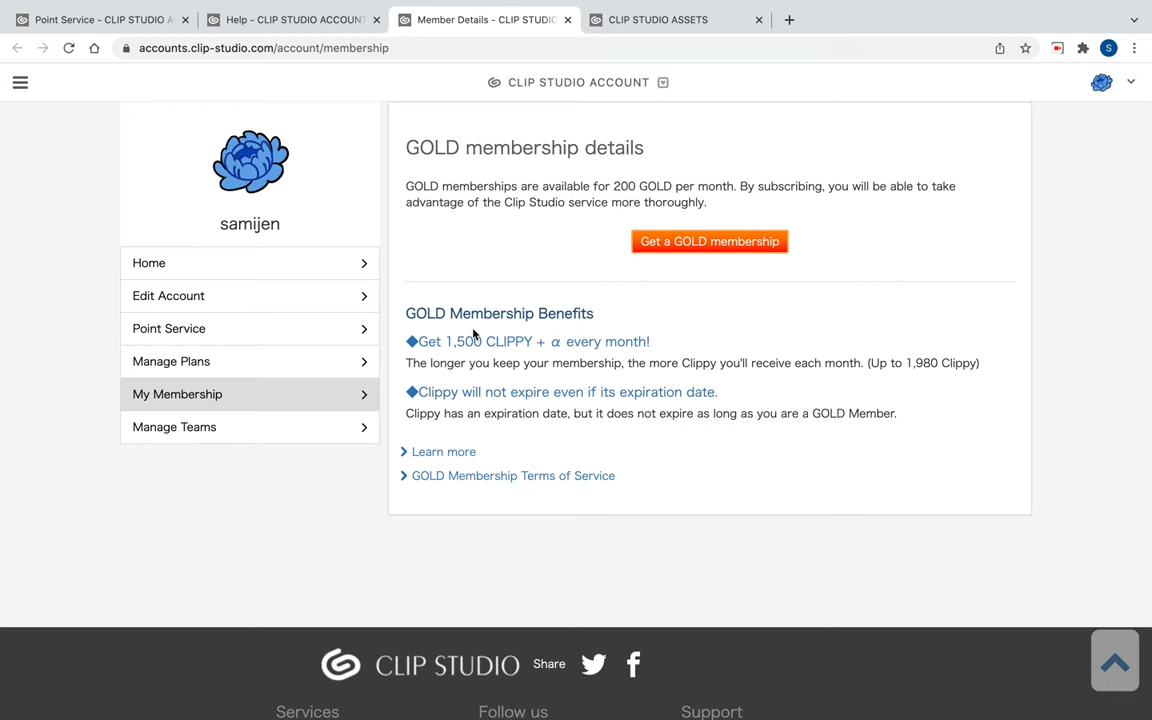 Point Service - CLIP STUDIO A
Help - CLIP STUDIO ACCOUNT
Member Details - CLIP STUDIO
CLIP STUDIO ASSETS
accounts.clip-studio.com/account/membership
S
CLIP STUDIO ACCOUNT
samijen
Home
Edit Account
Point Service
Manage Plans
My Membership
Manage Teams
GOLD membership details
GOLD memberships are available for 200 GOLD per month. By subscribing, you will be able to take
advantage of the Clip Studio service more thoroughly.
Get a GOLD membership
GOLD Membership Benefits
◆Get 1,500 CLIPPY + α every month!
The longer you keep your membership, the more Clippy you'll receive each month. (Up to 1,980 Clippy)
◆Clippy will not expire even if its expiration date.
Clippy has an expiration date, but it does not expire as long as you are a GOLD Member.
Learn more
GOLD Membership Terms of Service
CLIP STUDIO
Share
Services
Follow us
Support